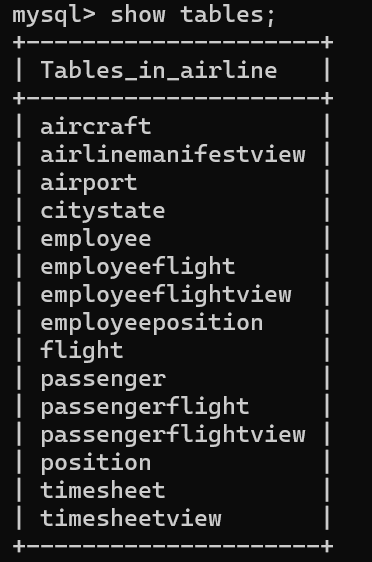 mysql> show tables;
+----------------------+
| Tables_in_airline    |
+----------------------+
| aircraft             |
| airlinemanifestview  |
| airport              |
| citystate            |
| employee             |
| employeeflight       |
| employeeflightview   |
| employeeposition     |
| flight               |
| passenger            |
| passengerflight      |
| passengerflightview  |
| position             |
| timesheet            |
| timesheetview        |
+----------------------+